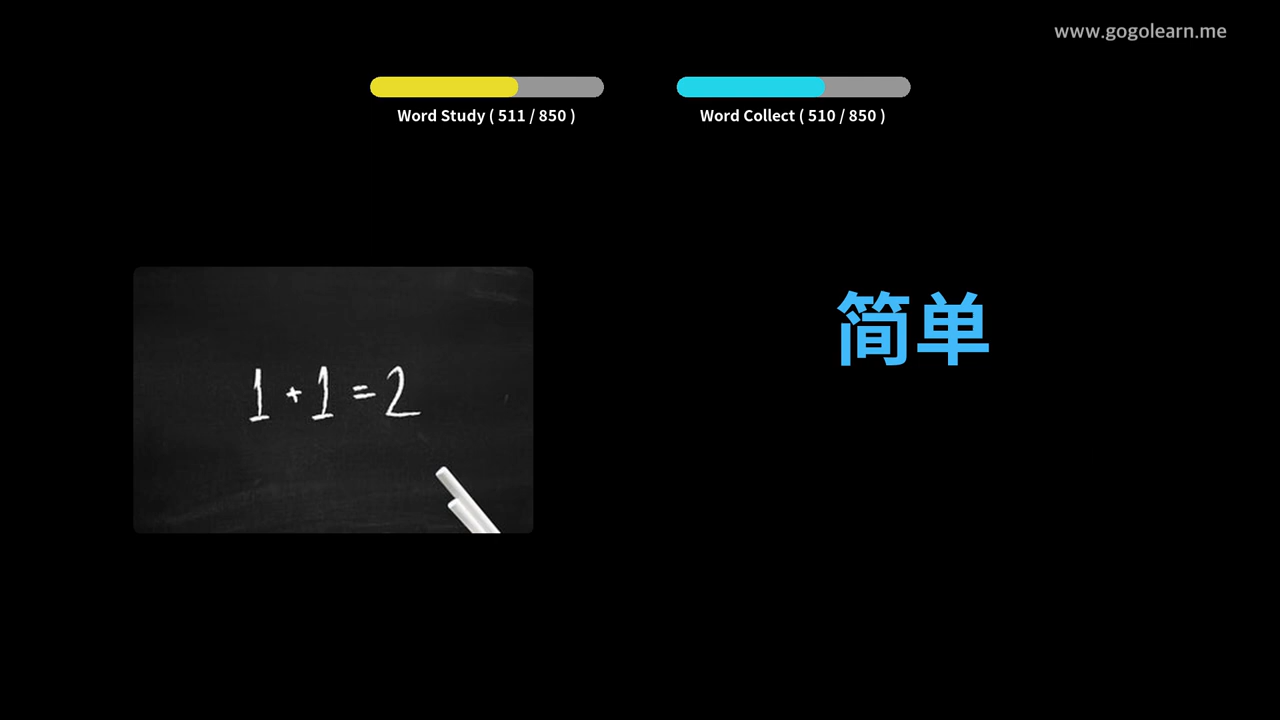 www.gogolearn.me
Word Study ( 511 / 850 )
Word Collect ( 510 / 850 )
1 + 1 = 2
简单